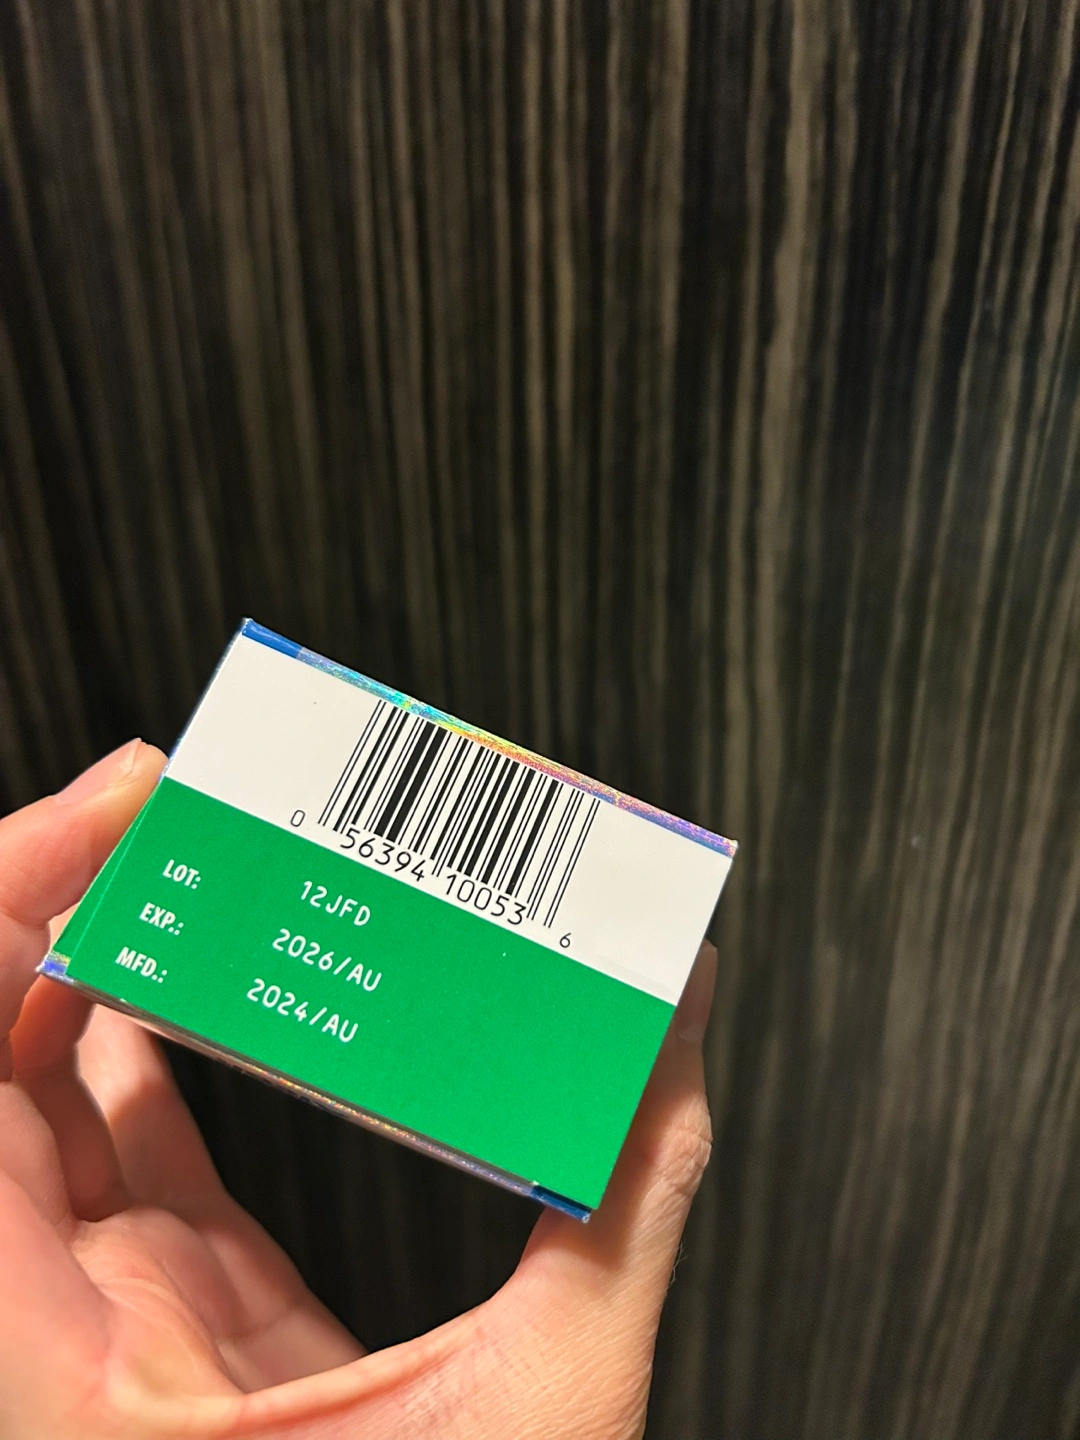 0 56394 10053 6
LOT: 12JFD
EXP.: 2026/AU
MFD.: 2024/AU